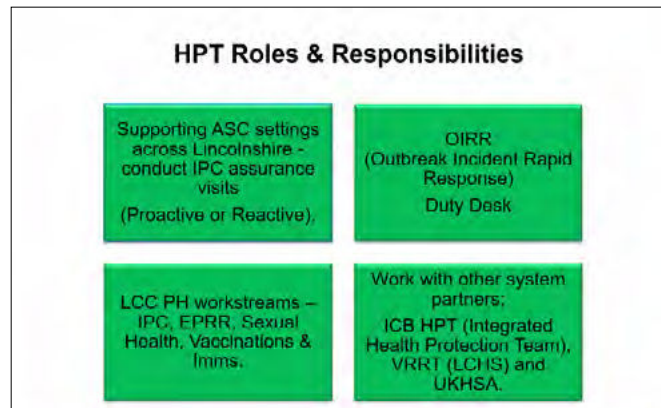 HPT Roles & Responsibilities
Supporting ASC settings
across Lincolnshire -
conduct IPC assurance
visits
(Proactive or Reactive).
OIRR
(Outbreak Incident Rapid
Response)
Duty Desk
LCC PH workstreams –
IPC, EPRR, Sexual
Health, Vaccinations &
Imms.
Work with other system
partners;
ICB HPT (Integrated
Health Protection Team),
VRRT (LCHS) and
UKHSA.